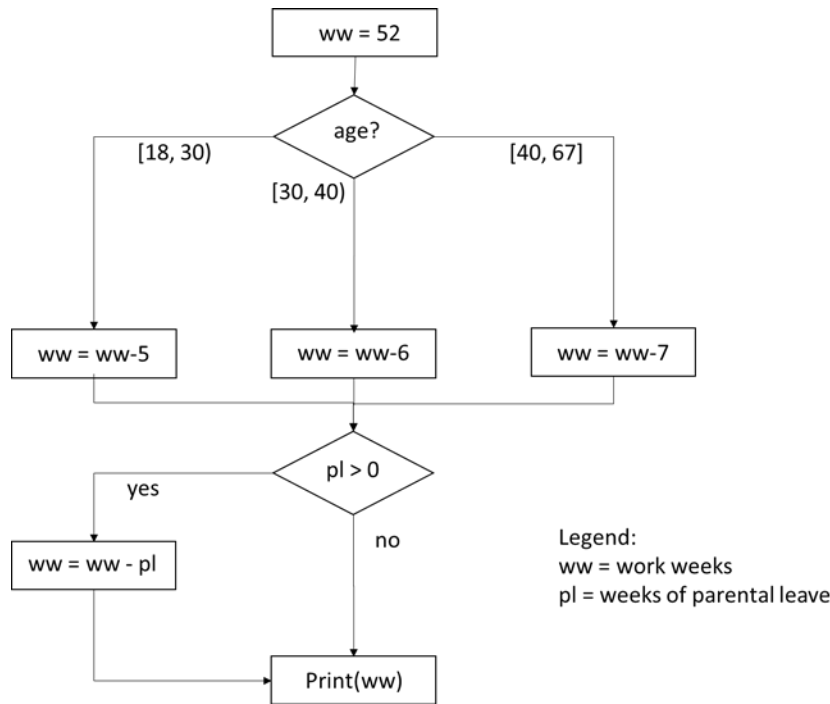 ww = 52
age?
[18, 30)
[30, 40)
[40, 67]
ww = ww-5
ww = ww-6
ww = ww-7
pl > 0
yes
no
ww = ww - pl
Legend:
ww = work weeks
pl = weeks of parental leave
Print(ww)